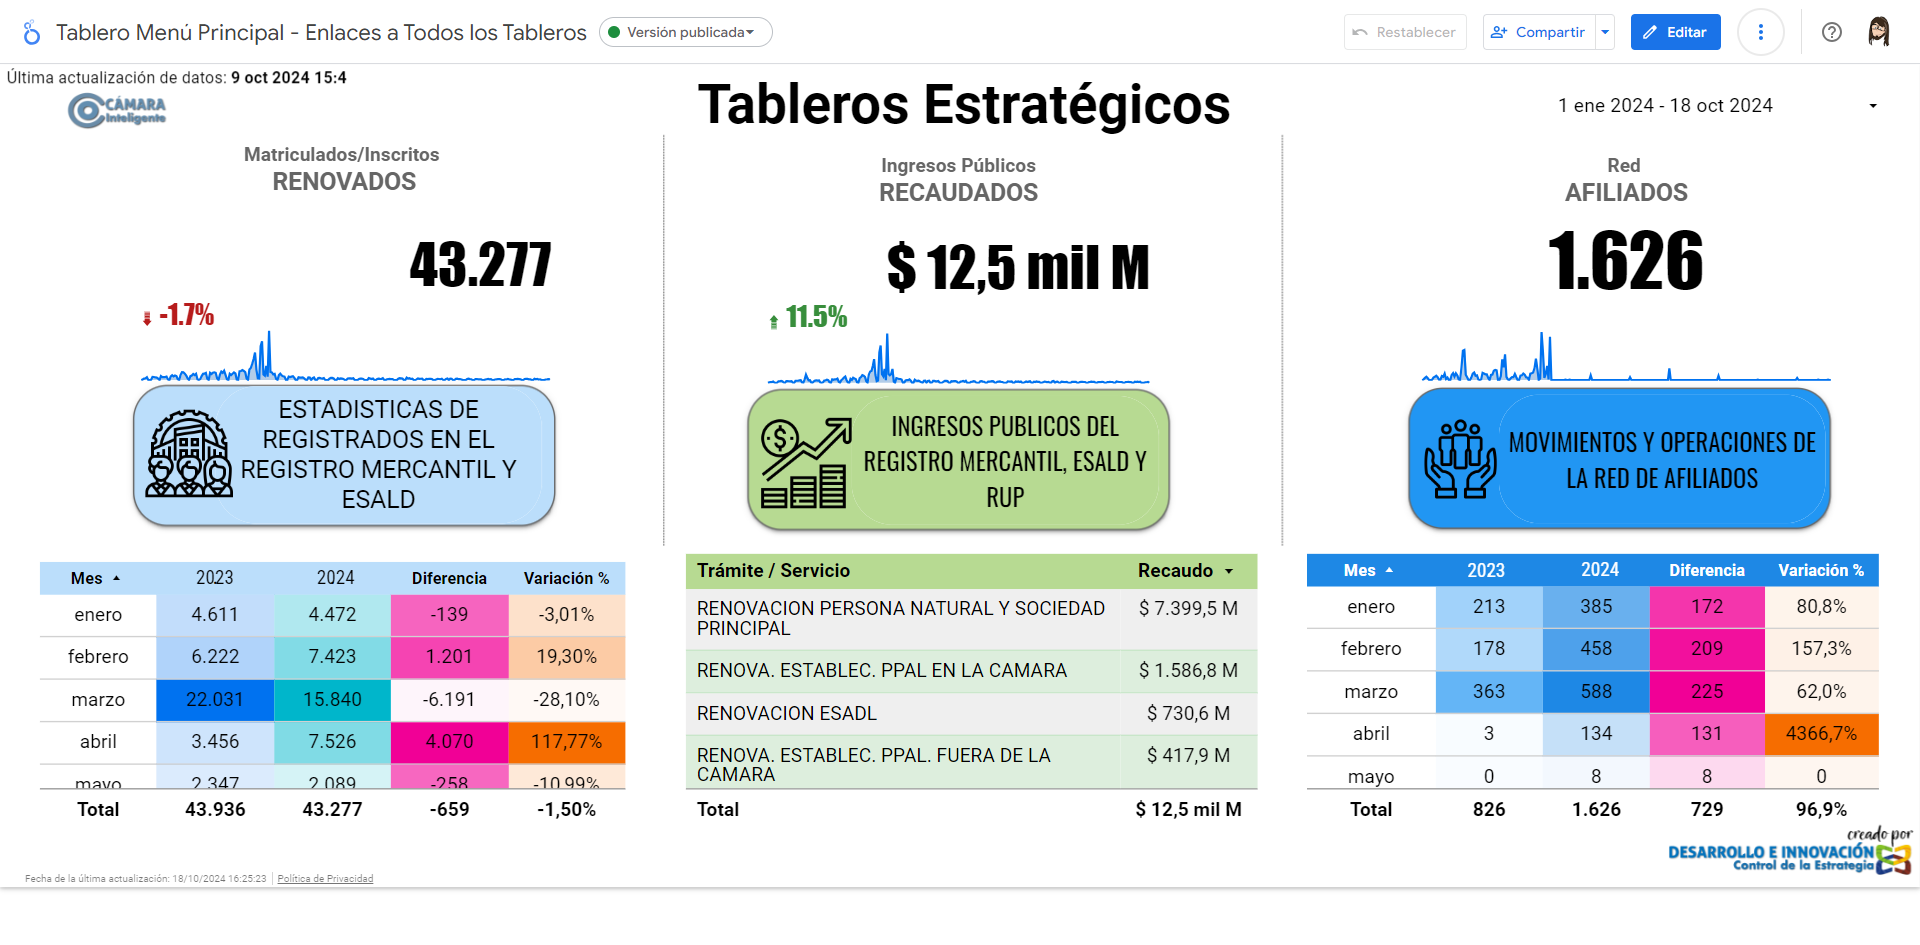 Tablero Menú Principal - Enlaces a Todos los Tableros
Versión publicada
Restablecer
Compartir
Editar
Última actualización de datos: 9 oct 2024 15:4
CÁMARA
Inteligente
Tableros Estratégicos
1 ene 2024 - 18 oct 2024
Matriculados/Inscritos
RENOVADOS
43.277
-1.7%
ESTADISTICAS DE
REGISTRADOS EN EL
REGISTRO MERCANTIL Y
ESALD
Ingresos Públicos
RECAUDADOS
$ 12,5 mil M
11.5%
INGRESOS PUBLICOS DEL
REGISTRO MERCANTIL, ESALD Y
RUP
Red
AFILIADOS
1.626
MOVIMIENTOS Y OPERACIONES DE
LA RED DE AFILIADOS
Mes 2023 2024 Diferencia Variación %
enero 4.611 4.472 -139 -3,01%
febrero 6.222 7.423 1.201 19,30%
marzo 22.031 15.840 -6.191 -28,10%
abril 3.456 7.526 4.070 117,77%
mayo 2.347 2.089 -258 -10,99%
Total 43.936 43.277 -659 -1,50%
Trámite / Servicio Recaudo
RENOVACION PERSONA NATURAL Y SOCIEDAD $ 7.399,5 M
PRINCIPAL
RENOVA. ESTABLEC. PPAL EN LA CAMARA $ 1.586,8 M
RENOVACION ESADL $ 730,6 M
RENOVA. ESTABLEC. PPAL. FUERA DE LA $ 417,9 M
CAMARA
Total $ 12,5 mil M
Mes 2023 2024 Diferencia Variación %
enero 213 385 172 80,8%
febrero 178 458 209 157,3%
marzo 363 588 225 62,0%
abril 3 134 131 4366,7%
mayo 0 8 8 0
Total 826 1.626 729 96,9%
creado por
DESARROLLO E INNOVACIÓN
Control de la Estrategia
Fecha de la última actualización: 18/10/2024 16:25:23 Política de Privacidad